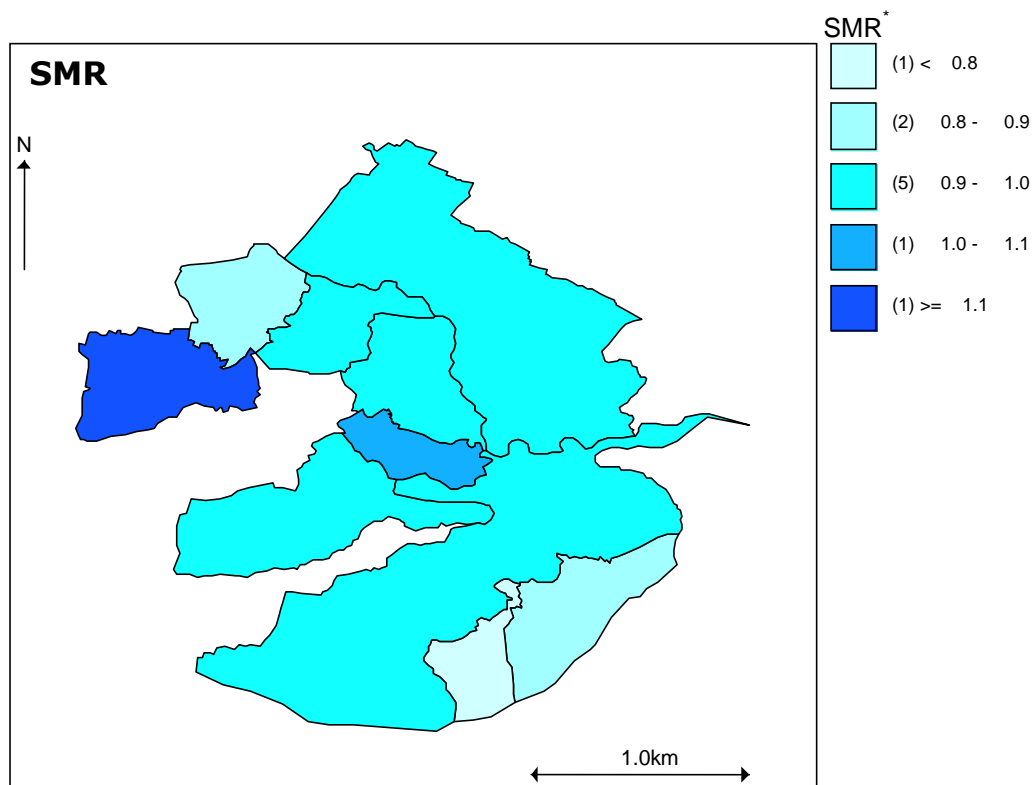 SMR*
SMR
(1) < 0.8
(2) 0.8 - 0.9
(5) 0.9 - 1.0
(1) 1.0 - 1.1
(1) >= 1.1
N
1.0km